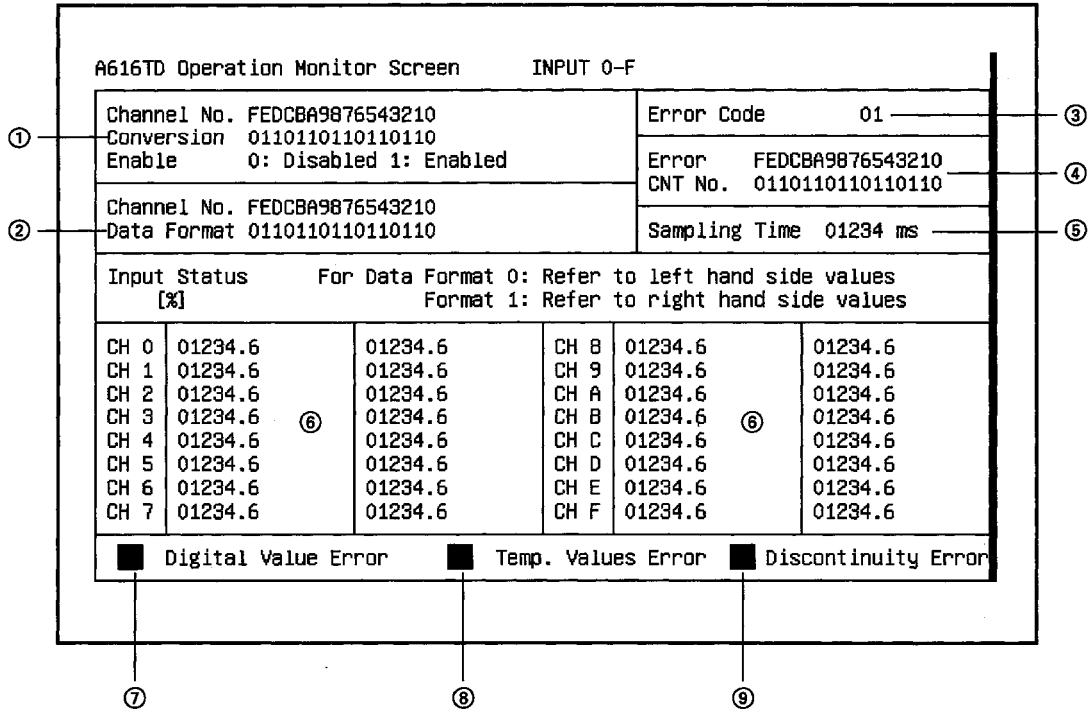 A616TD Operation Monitor Screen INPUT 0-F
Channel No. FEDCBA9876543210
① Conversion 0110110110110110
Enable 0: Disabled 1: Enabled
Error Code 01 ③
Error FEDCBA9876543210
CNT No. 0110110110110110 ④
Channel No. FEDCBA9876543210
② Data Format 0110110110110110
Sampling Time 01234 ms ⑤
Input Status For Data Format 0: Refer to left hand side values
[%] Format 1: Refer to right hand side values
CH 0 01234.6 01234.6 CH 8 01234.6 01234.6
CH 1 01234.6 01234.6 CH 9 01234.6 01234.6
CH 2 01234.6 01234.6 CH A 01234.6 01234.6
CH 3 01234.6 ⑥ 01234.6 CH B 01234.6 ⑥ 01234.6
CH 4 01234.6 01234.6 CH C 01234.6 01234.6
CH 5 01234.6 01234.6 CH D 01234.6 01234.6
CH 6 01234.6 01234.6 CH E 01234.6 01234.6
CH 7 01234.6 01234.6 CH F 01234.6 01234.6
Digital Value Error Temp. Values Error Discontinuity Error
⑦ ⑧ ⑨